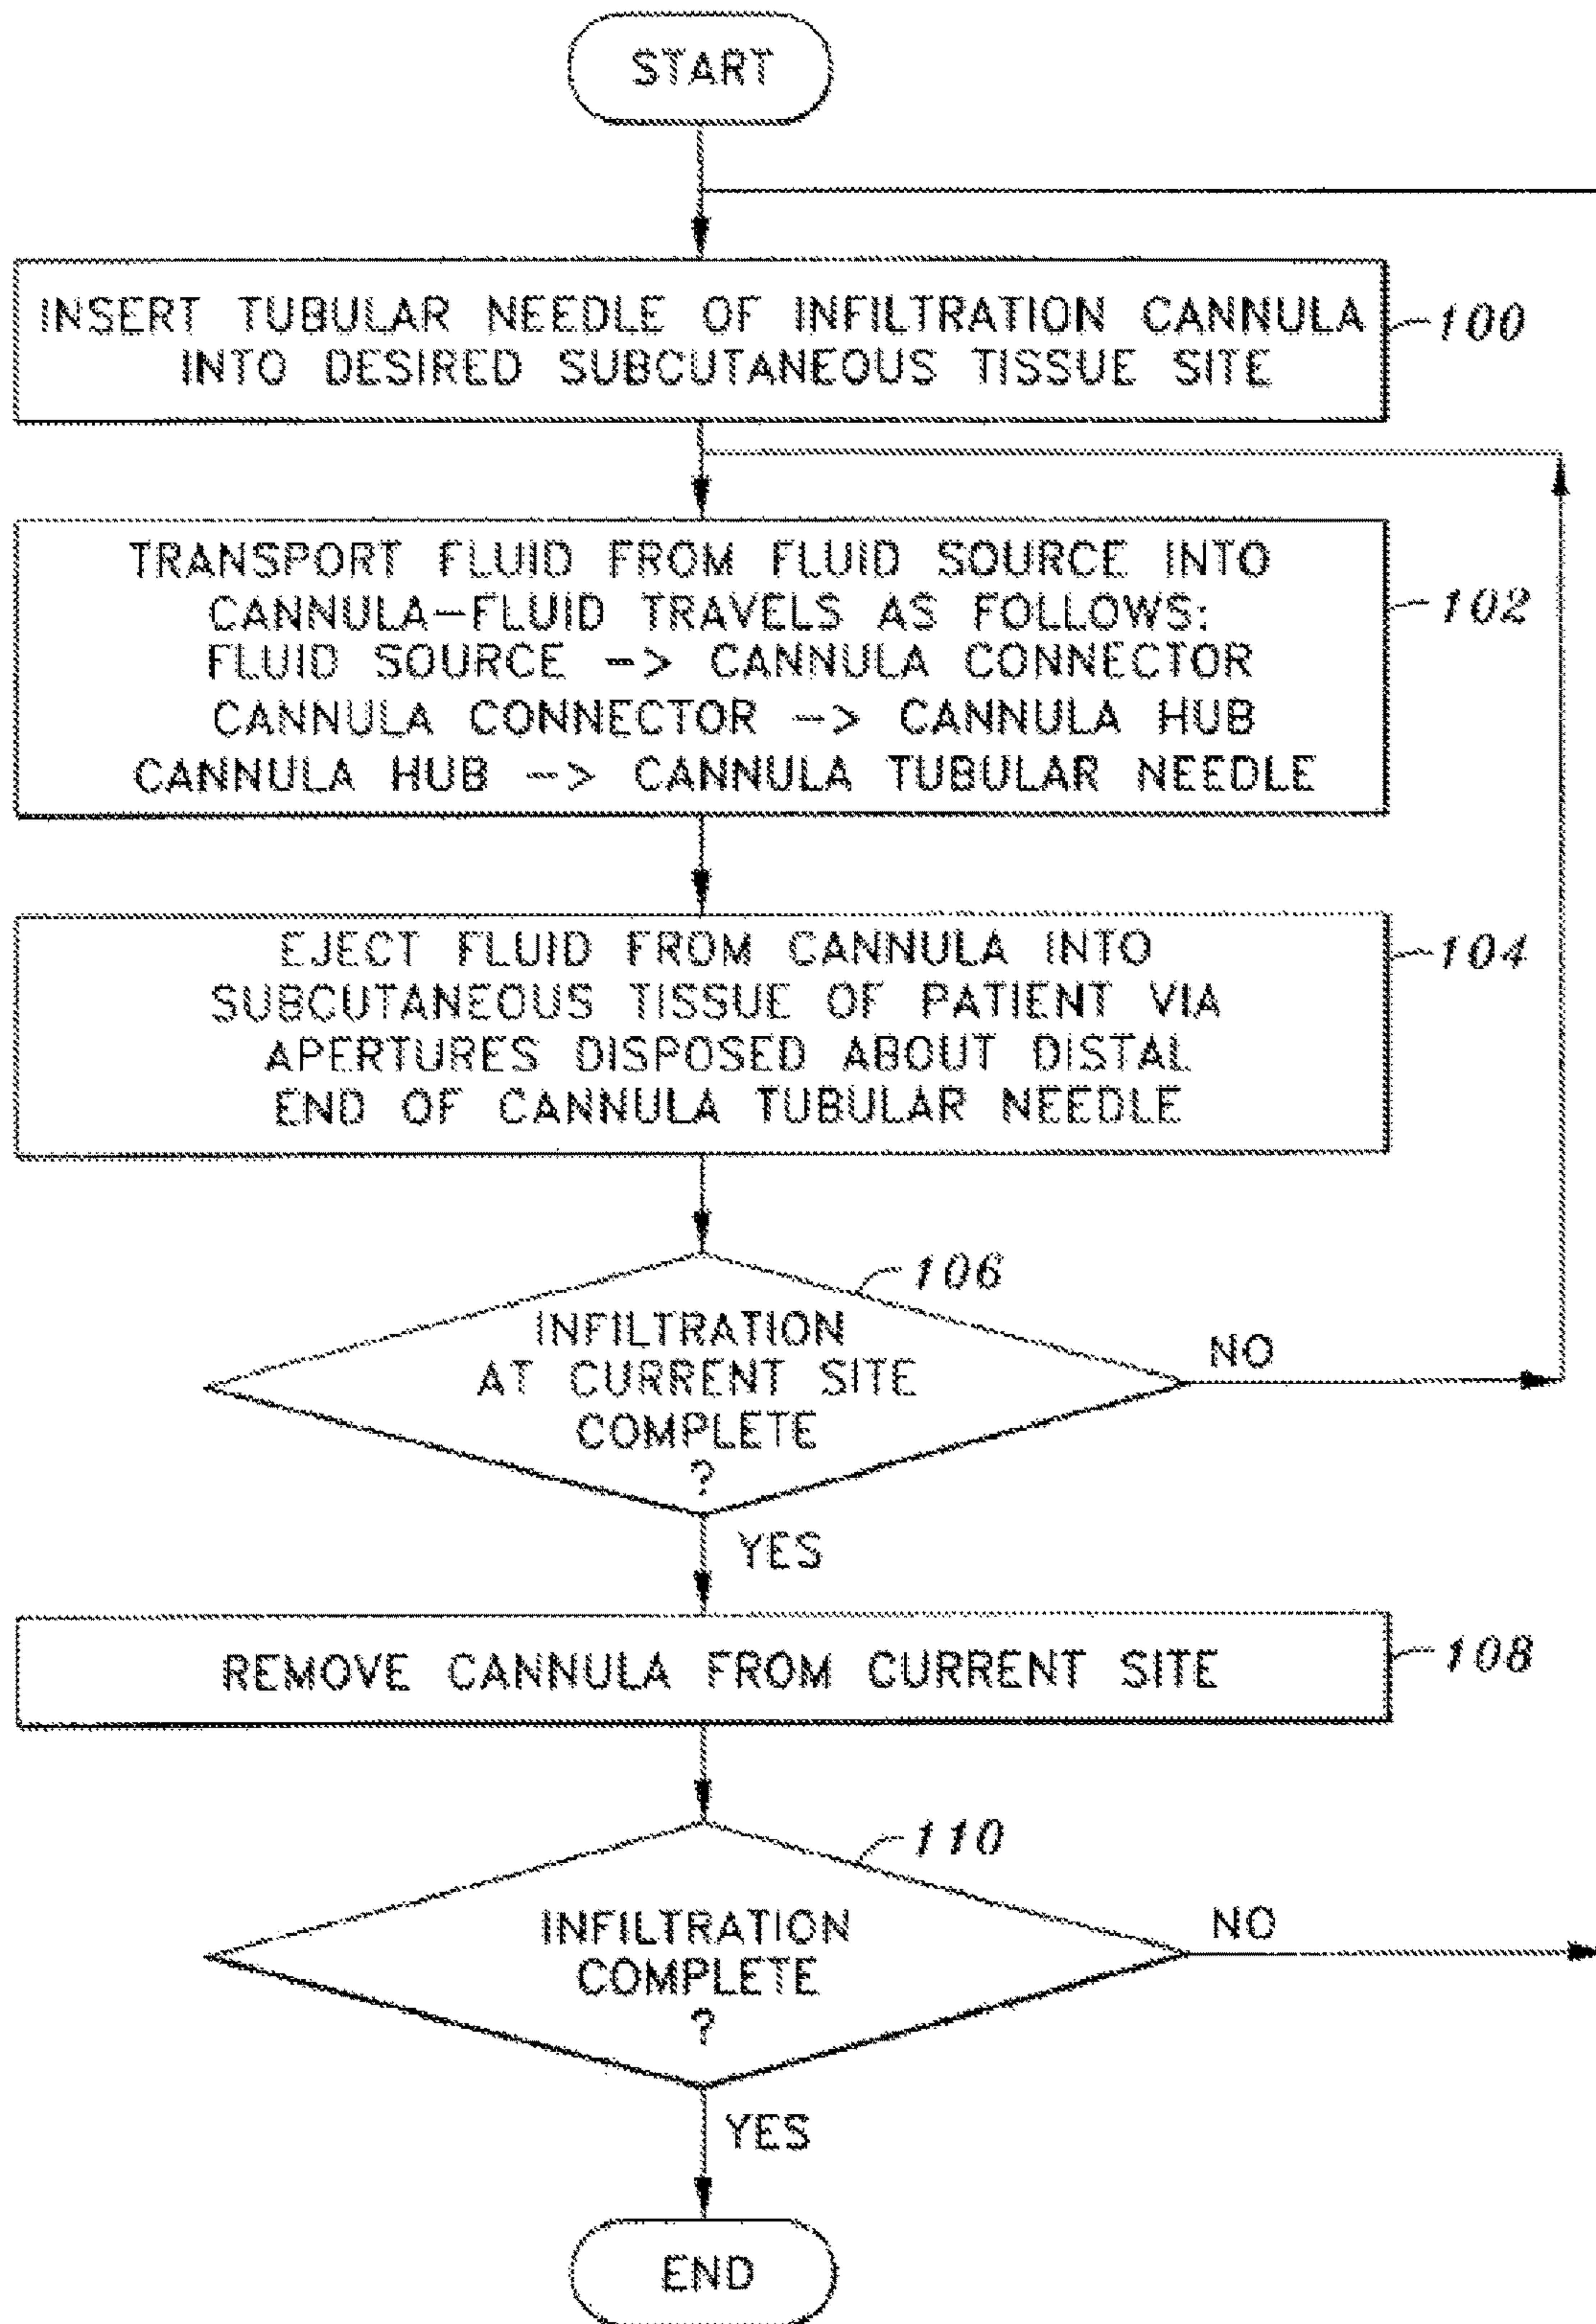 START
INSERT TUBULAR NEEDLE OF INFILTRATION CANNULA
INTO DESIRED SUBCUTANEOUS TISSUE SITE
100
TRANSPORT FLUID FROM FLUID SOURCE INTO
CANNULA—FLUID TRAVELS AS FOLLOWS:
FLUID SOURCE —> CANNULA CONNECTOR
CANNULA CONNECTOR —> CANNULA HUB
CANNULA HUB —> CANNULA TUBULAR NEEDLE
102
EJECT FLUID FROM CANNULA INTO
SUBCUTANEOUS TISSUE OF PATIENT VIA
APERTURES DISPOSED ABOUT DISTAL
END OF CANNULA TUBULAR NEEDLE
104
106
INFILTRATION
AT CURRENT SITE
COMPLETE
?
NO
YES
REMOVE CANNULA FROM CURRENT SITE
108
110
INFILTRATION
COMPLETE
?
NO
YES
END